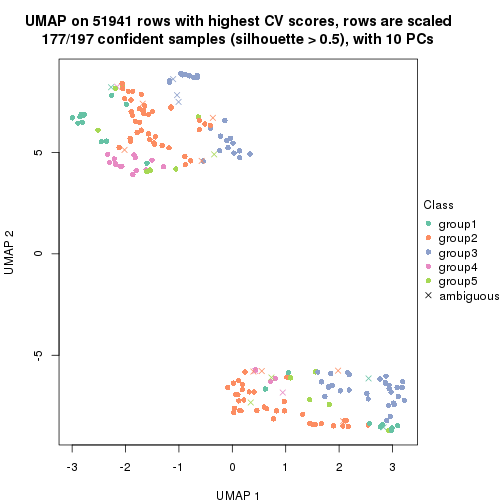 UMAP on 51941 rows with highest CV scores, rows are scaled
177/197 confident samples (silhouette > 0.5), with 10 PCs
5
0
-5
UMAP 2
-3
-2
-1
0
1
2
3
UMAP 1
Class
group1
group2
group3
group4
group5
ambiguous